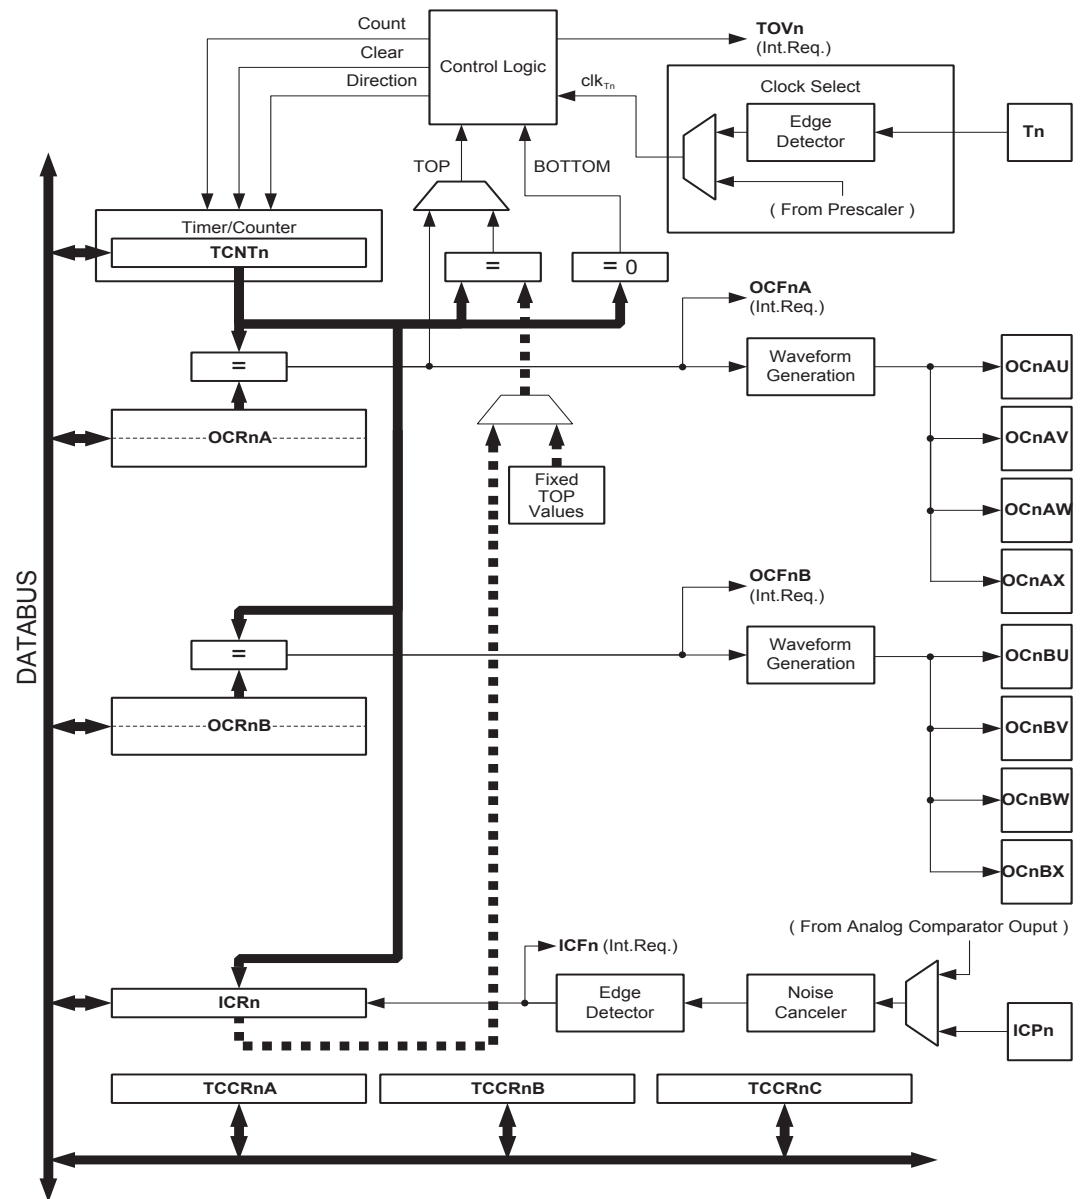 Count
Clear
Direction
Control Logic
TOVn
(Int.Req.)
clkTn
Clock Select
Edge
Detector
Tn
( From Prescaler )
TOP
BOTTOM
Timer/Counter
TCNTn
=
= 0
OCFnA
(Int.Req.)
=
Waveform
Generation
OCnAU
OCRnA
OCnAV
Fixed
TOP
Values
OCnAW
OCnAX
DATABUS
OCFnB
(Int.Req.)
=
Waveform
Generation
OCnBU
OCRnB
OCnBV
OCnBW
OCnBX
( From Analog Comparator Ouput )
ICFn (Int.Req.)
ICRn
Edge
Detector
Noise
Canceler
ICPn
TCCRnA
TCCRnB
TCCRnC